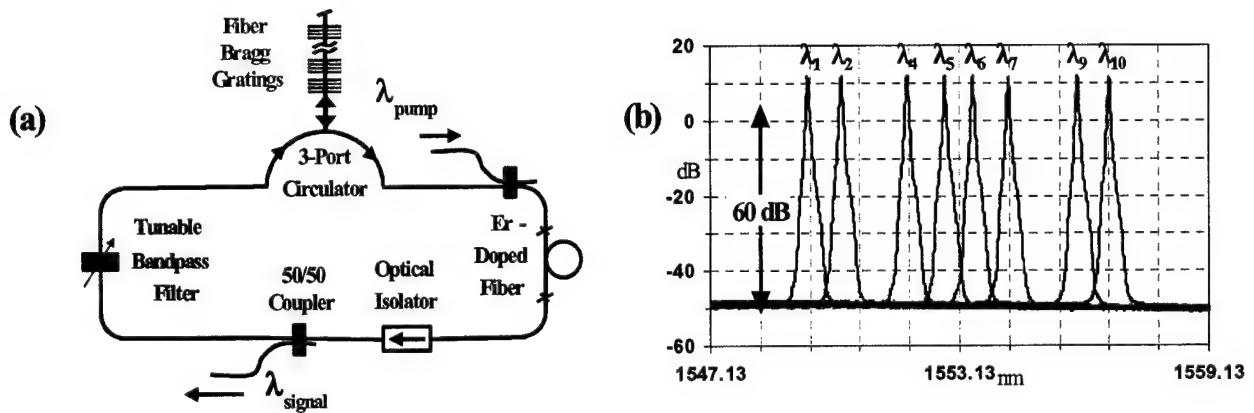 (a)
Fiber
Bragg
Gratings
λpump
3-Port
Circulator
Tunable
Bandpass
Filter
50/50
Coupler
Optical
Isolator
Er -
Doped
Fiber
λsignal
(b)
20
0
dB
-20
-40
-60
60 dB
λ1 λ2 λ4 λ5 λ6 λ7 λ9 λ10
1547.13 1553.13 nm 1559.13